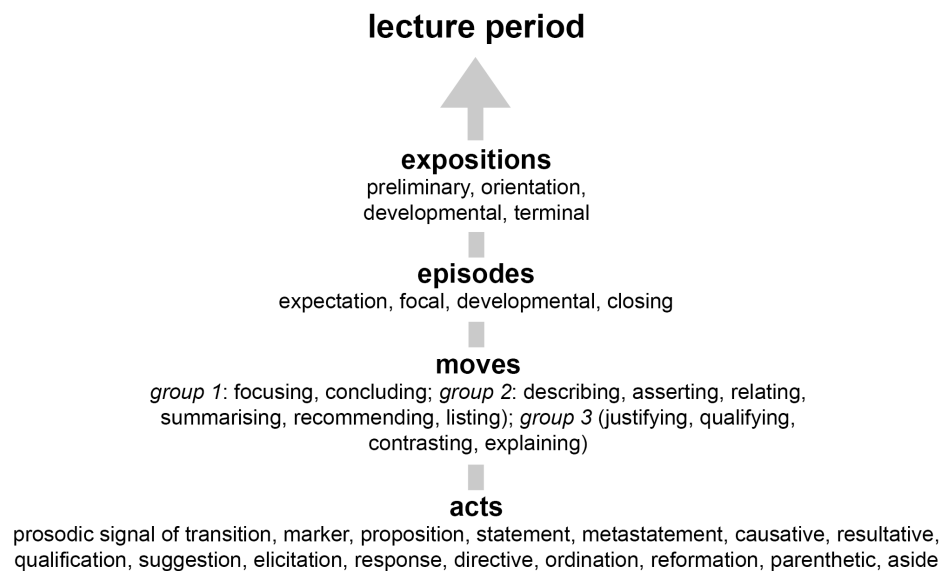 lecture period
expositions
preliminary, orientation,
developmental, terminal
episodes
expectation, focal, developmental, closing
moves
group 1: focusing, concluding; group 2: describing, asserting, relating,
summarising, recommending, listing); group 3 (justifying, qualifying,
contrasting, explaining)
acts
prosodic signal of transition, marker, proposition, statement, metastatement, causative, resultative,
qualification, suggestion, elicitation, response, directive, ordination, reformation, parenthetic, aside